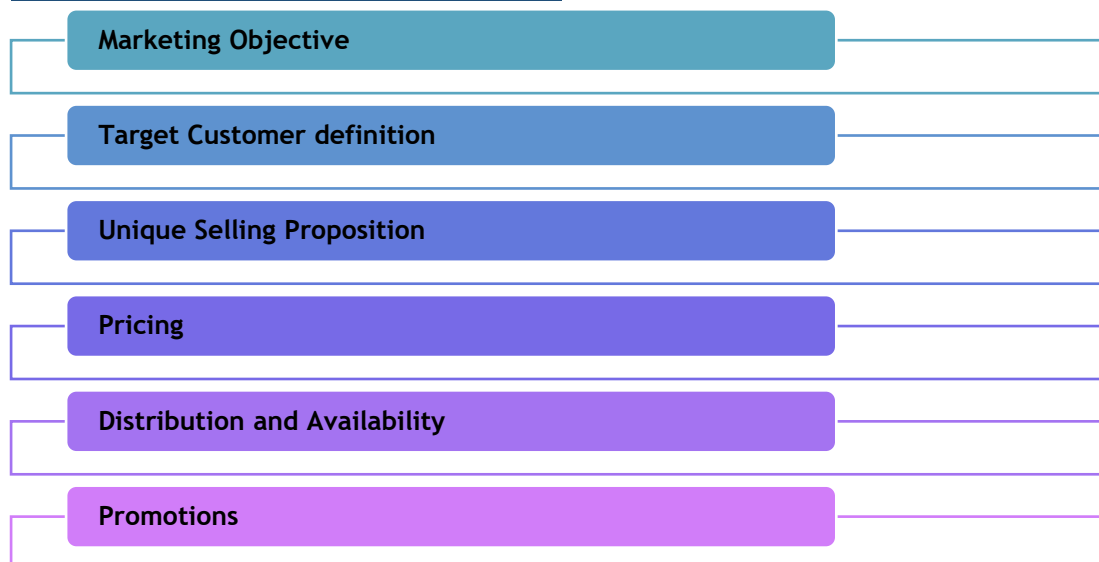 Marketing Objective
Target Customer definition
Unique Selling Proposition
Pricing
Distribution and Availability
Promotions